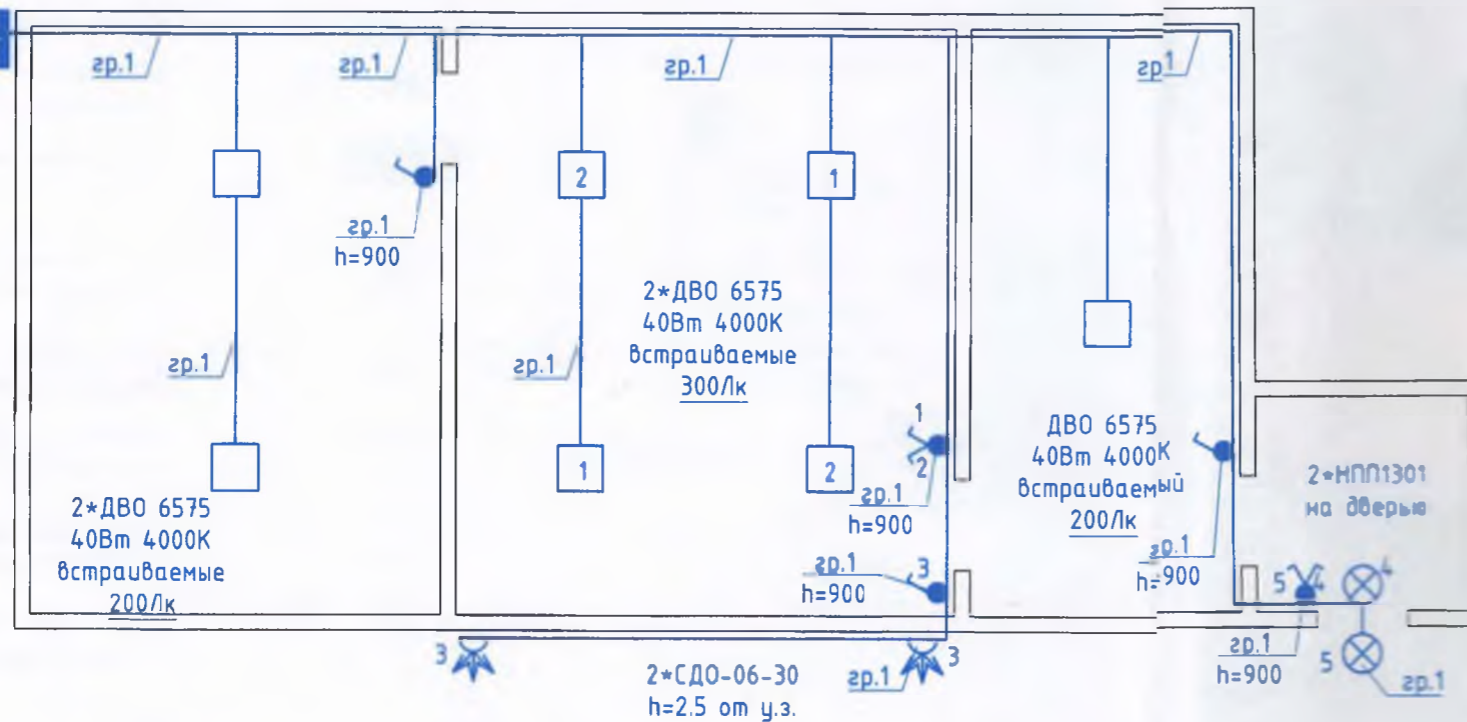 гр.1
гр.1
гр.1
гр.1
2
1
гр.1
h=900
2*ДВО 6575
40Вт 4000К
встраиваемые
300Лк
гр.1
гр.1
1
2
1
2
гр.1
h=900
ДВО 6575
40Вт 4000К
встраиваемый
200Лк
2*НПП1301
на дверью
2*ДВО 6575
40Вт 4000К
встраиваемые
200Лк
гр.1
h=900
3
гр.1
h=900
5
4
4
3
2*СДО-06-30
h=2.5 от у.з.
гр.1
3
гр.1
h=900
5
гр.1